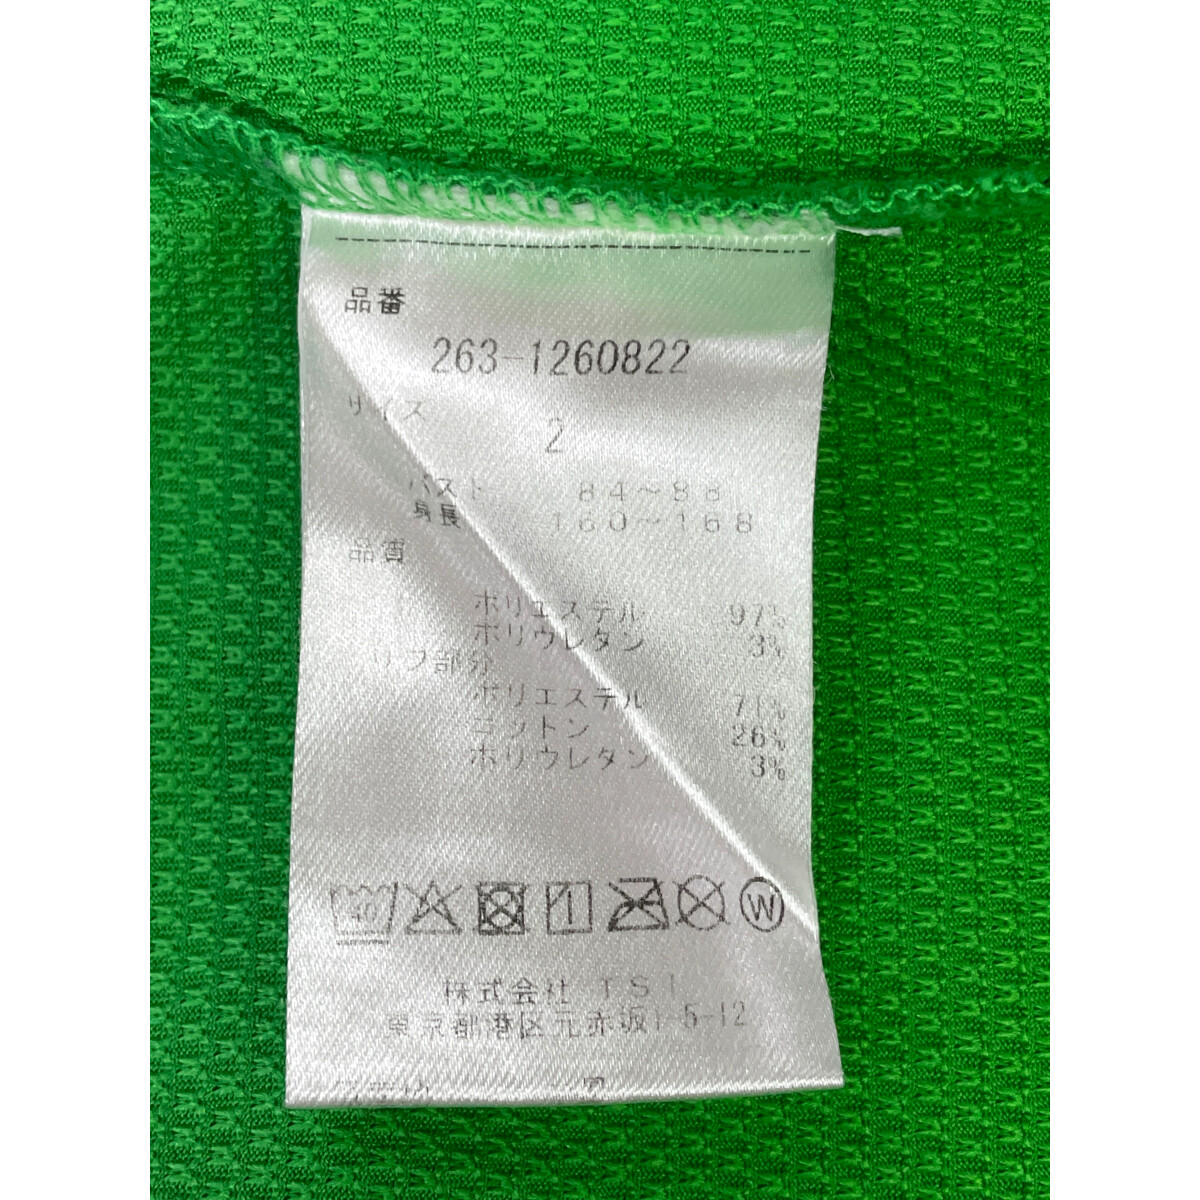 品番
263-1260822
サイズ
2
バスト 84~88
身長 160~168
品質
ポリエステル 97%
ポリウレタン 3%
リブ部分
ポリエステル 71%
コットン 26%
ポリウレタン 3%
40 W
株式会社 TSI
東京都港区元赤坂1-5-12